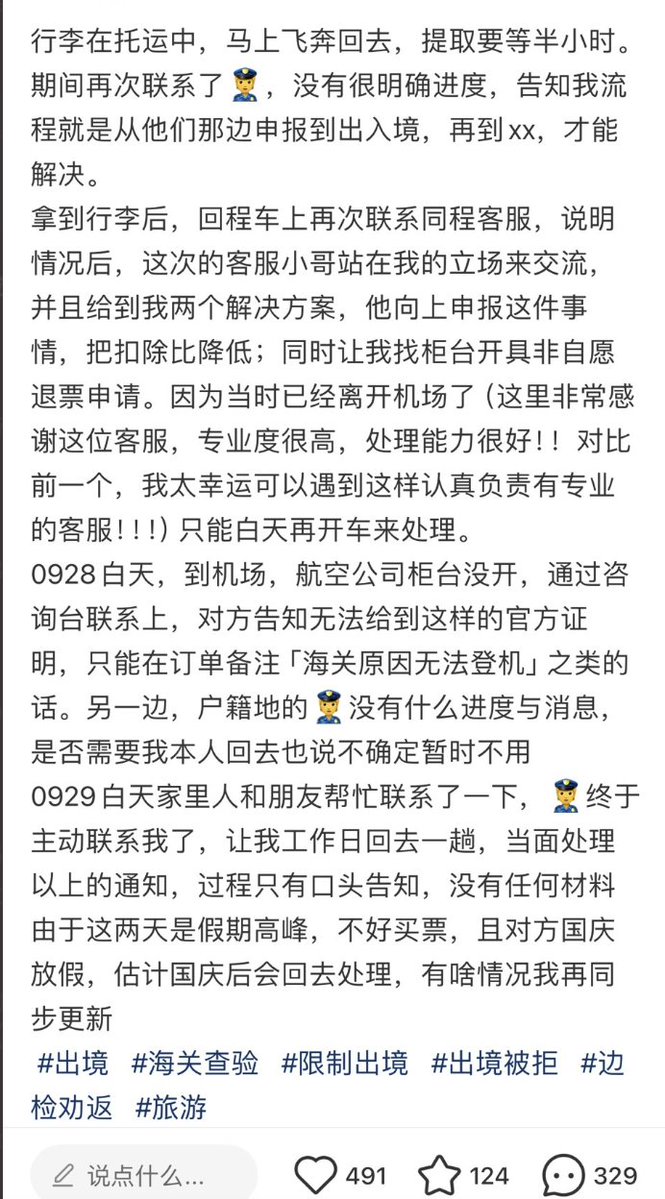 行李在托运中，马上飞奔回去，提取要等半小时。
期间再次联系了👮，没有很明确进度，告知我流
程就是从他们那边申报到出入境，再到xx，才能
解决。
拿到行李后，回程车上再次联系同程客服，说明
情况后，这次的客服小哥站在我的立场来交流，
并且给到我两个解决方案，他向上申报这件事
情，把扣除比降低；同时让我找柜台开具非自愿
退票申请。因为当时已经离开机场了（这里非常感
谢这位客服，专业度很高，处理能力很好！！对比
前一个，我太幸运可以遇到这样认真负责有专业
的客服！！！）只能白天再开车来处理。
0928白天，到机场，航空公司柜台没开，通过咨
询台联系上，对方告知无法给到这样的官方证
明，只能在订单备注「海关原因无法登机」之类的
话。另一边，户籍地的👮没有什么进度与消息，
是否需要我本人回去也说不确定暂时不用
0929白天家里人和朋友帮忙联系了一下，👮终于
主动联系我了，让我工作日回去一趟，当面处理
以上的通知，过程只有口头告知，没有任何材料
由于这两天是假期高峰，不好买票，且对方国庆
放假，估计国庆后会回去处理，有啥情况我再同
步更新
#出境 #海关查验 #限制出境 #出境被拒 #边
检劝返 #旅游
说点什么... 491 124 329